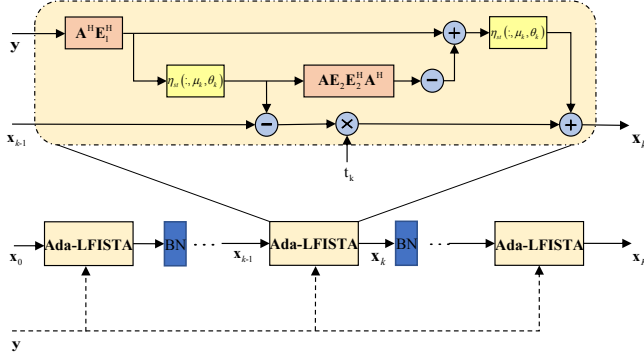 y
A^H E_1^H
η_st(:,μ_k,θ_k)
A E_2 E_2^H A^H
−
+
η_st(:,μ_k,θ_k)
x_{k-1}
−
×
+
t_k
x_0
Ada-LFISTA
BN
···
x_{k-1}
Ada-LFISTA
x_k
BN
···
Ada-LFISTA
y